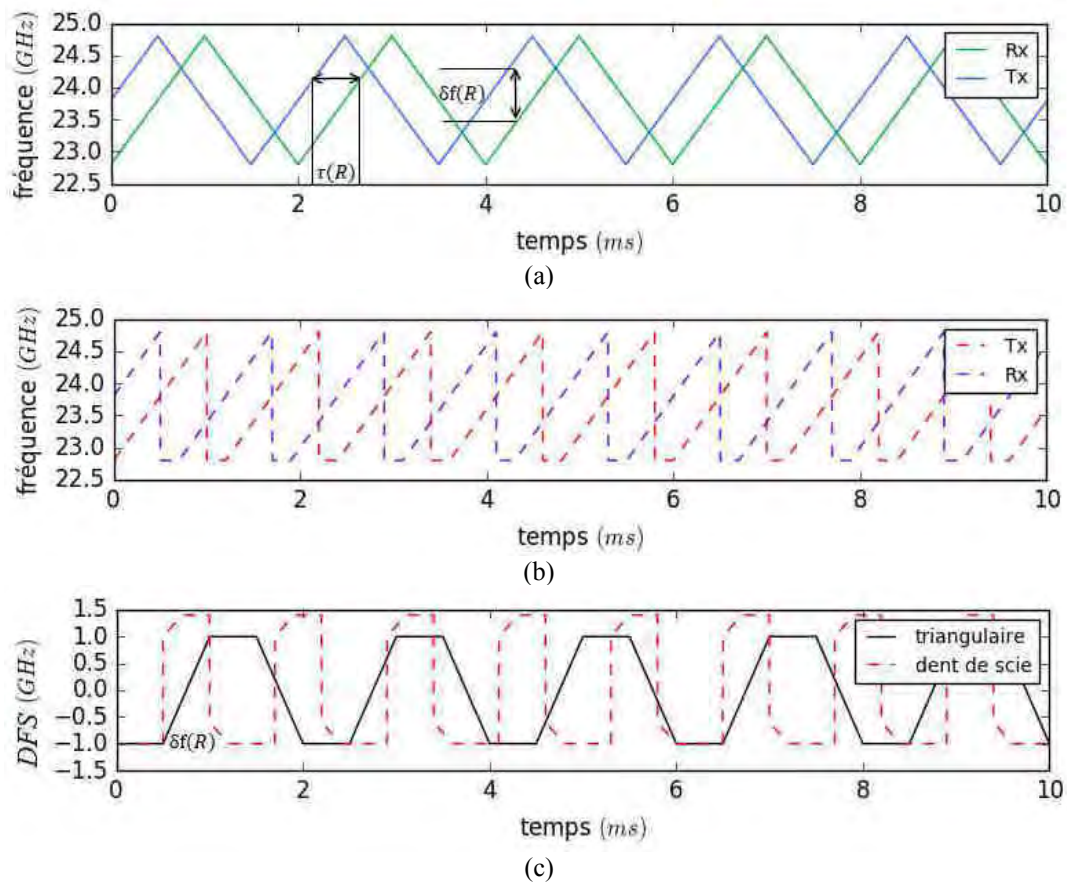 25.0
24.5
24.0
23.5
23.0
22.5
fréquence (GHz)
Rx
Tx
δf(R)
τ(R)
0 2 4 6 8 10
temps (ms)
(a)
25.0
24.5
24.0
23.5
23.0
22.5
fréquence (GHz)
Tx
Rx
0 2 4 6 8 10
temps (ms)
(b)
1.5
1.0
0.5
0.0
−0.5
−1.0
−1.5
DFS (GHz)
triangulaire
dent de scie
δf(R)
0 2 4 6 8 10
temps (ms)
(c)